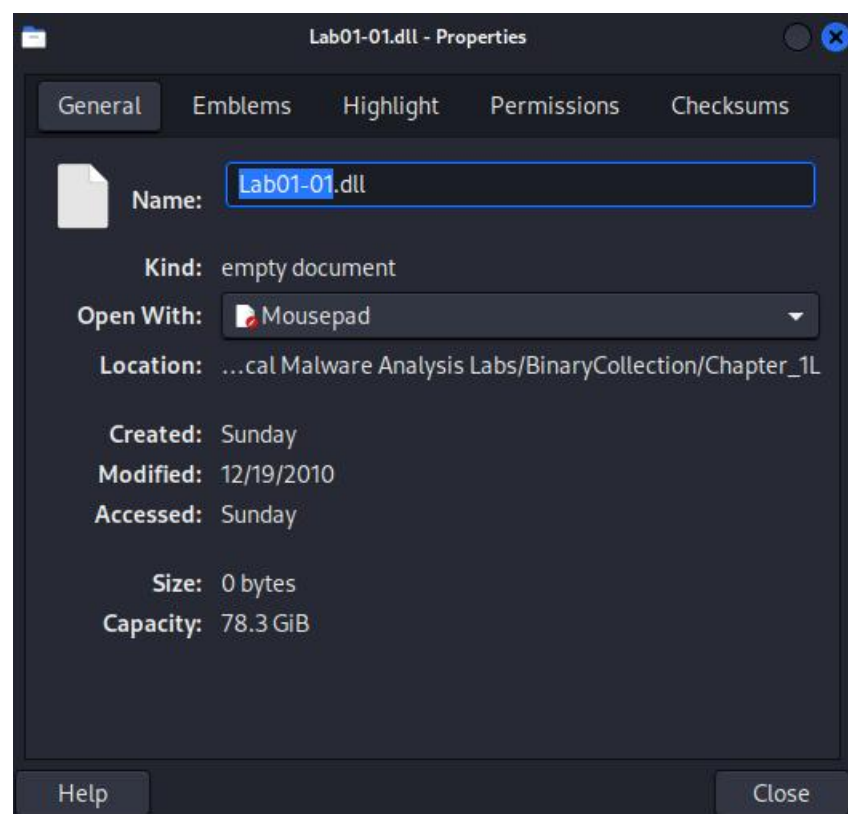 Lab01-01.dll - Properties
General Emblems Highlight Permissions Checksums
Name: Lab01-01.dll
Kind: empty document
Open With: Mousepad
Location: ...cal Malware Analysis Labs/BinaryCollection/Chapter_1L
Created: Sunday
Modified: 12/19/2010
Accessed: Sunday
Size: 0 bytes
Capacity: 78.3 GiB
Help Close